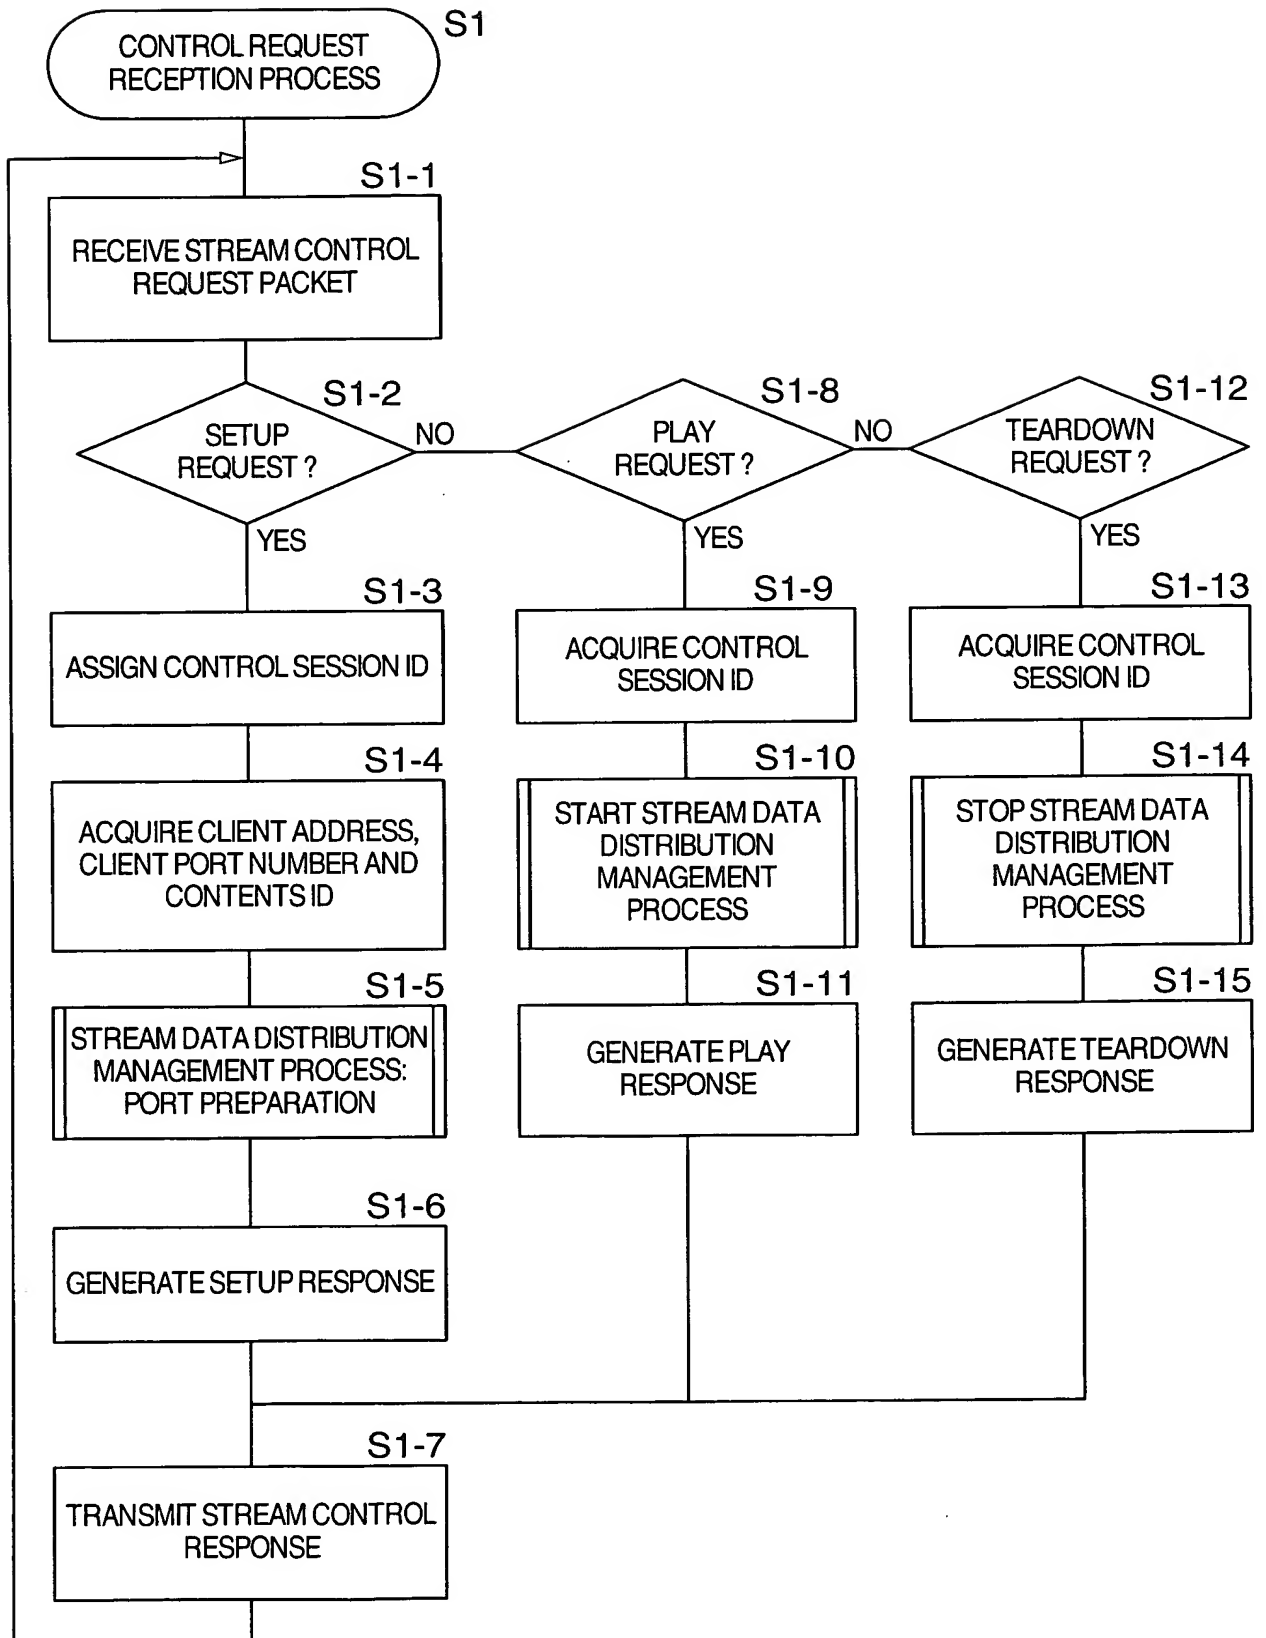 CONTROL REQUEST
RECEPTION PROCESS
S1
S1-1
RECEIVE STREAM CONTROL
REQUEST PACKET
S1-2
SETUP
REQUEST ?
NO
YES
S1-8
PLAY
REQUEST ?
NO
YES
S1-12
TEARDOWN
REQUEST ?
YES
S1-3
ASSIGN CONTROL SESSION ID
S1-9
ACQUIRE CONTROL
SESSION ID
S1-13
ACQUIRE CONTROL
SESSION ID
S1-4
ACQUIRE CLIENT ADDRESS,
CLIENT PORT NUMBER AND
CONTENTS ID
S1-10
START STREAM DATA
DISTRIBUTION
MANAGEMENT
PROCESS
S1-14
STOP STREAM DATA
DISTRIBUTION
MANAGEMENT
PROCESS
S1-5
STREAM DATA DISTRIBUTION
MANAGEMENT PROCESS:
PORT PREPARATION
S1-11
GENERATE PLAY
RESPONSE
S1-15
GENERATE TEARDOWN
RESPONSE
S1-6
GENERATE SETUP RESPONSE
S1-7
TRANSMIT STREAM CONTROL
RESPONSE